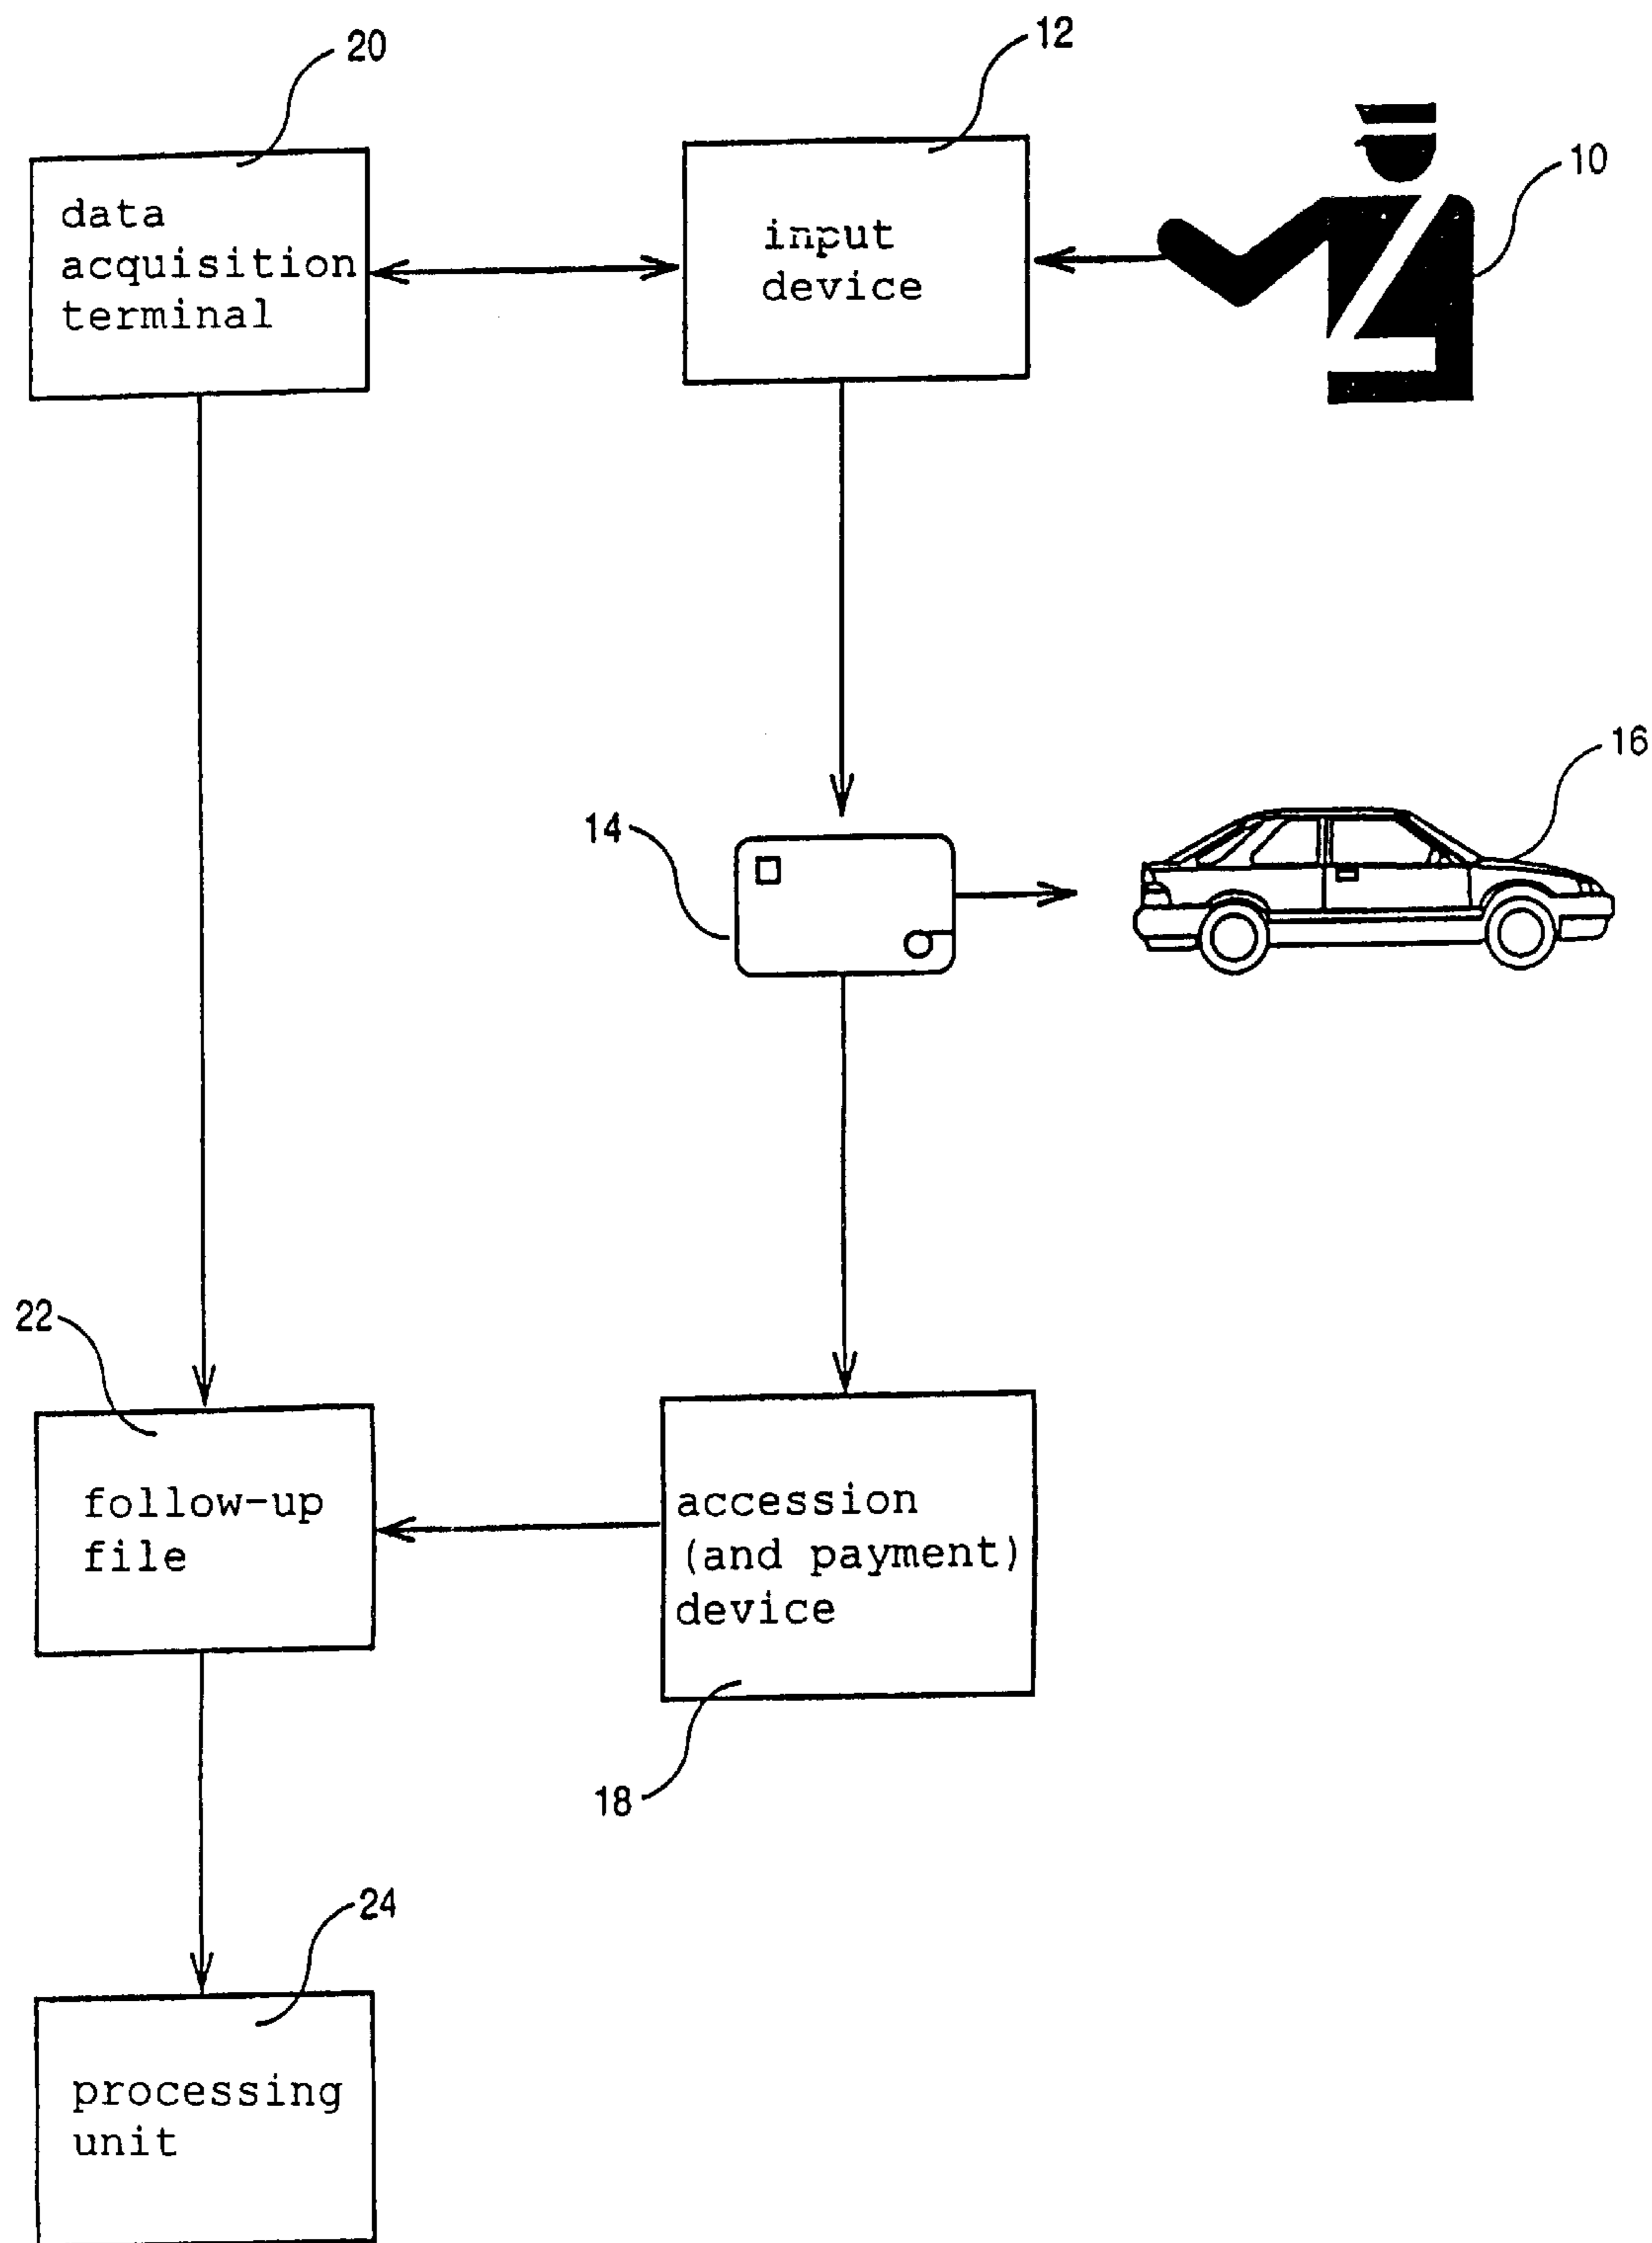 20
12
10
data
acquisition
terminal
input
device
16
14
22
follow-up
file
accession
(and payment)
device
18
24
processing
unit